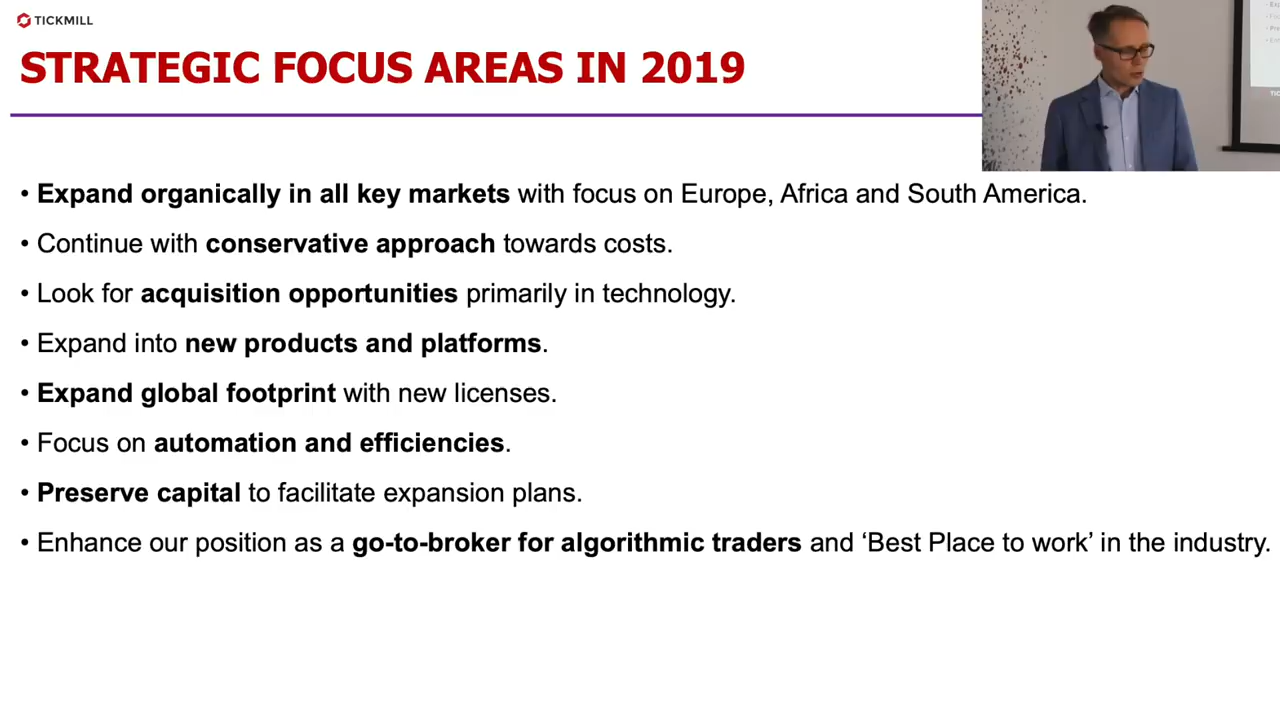 TICKMILL
STRATEGIC FOCUS AREAS IN 2019
• Expand organically in all key markets with focus on Europe, Africa and South America.
• Continue with conservative approach towards costs.
• Look for acquisition opportunities primarily in technology.
• Expand into new products and platforms.
• Expand global footprint with new licenses.
• Focus on automation and efficiencies.
• Preserve capital to facilitate expansion plans.
• Enhance our position as a go-to-broker for algorithmic traders and ‘Best Place to work’ in the industry.